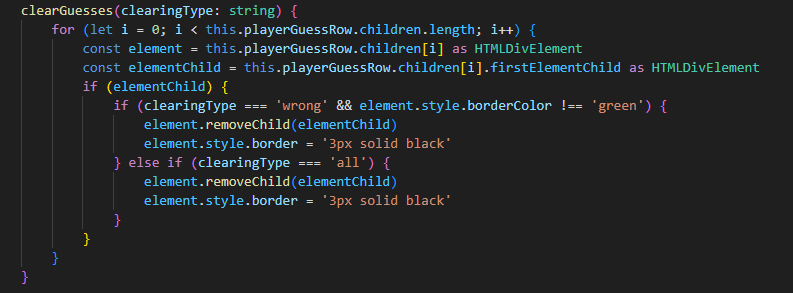 clearGuesses(clearingType: string) {
    for (let i = 0; i < this.playerGuessRow.children.length; i++) {
        const element = this.playerGuessRow.children[i] as HTMLDivElement
        const elementChild = this.playerGuessRow.children[i].firstElementChild as HTMLDivElement
        if (elementChild) {
            if (clearingType === 'wrong' && element.style.borderColor !== 'green') {
                element.removeChild(elementChild)
                element.style.border = '3px solid black'
            } else if (clearingType === 'all') {
                element.removeChild(elementChild)
                element.style.border = '3px solid black'
            }
        }
    }
}